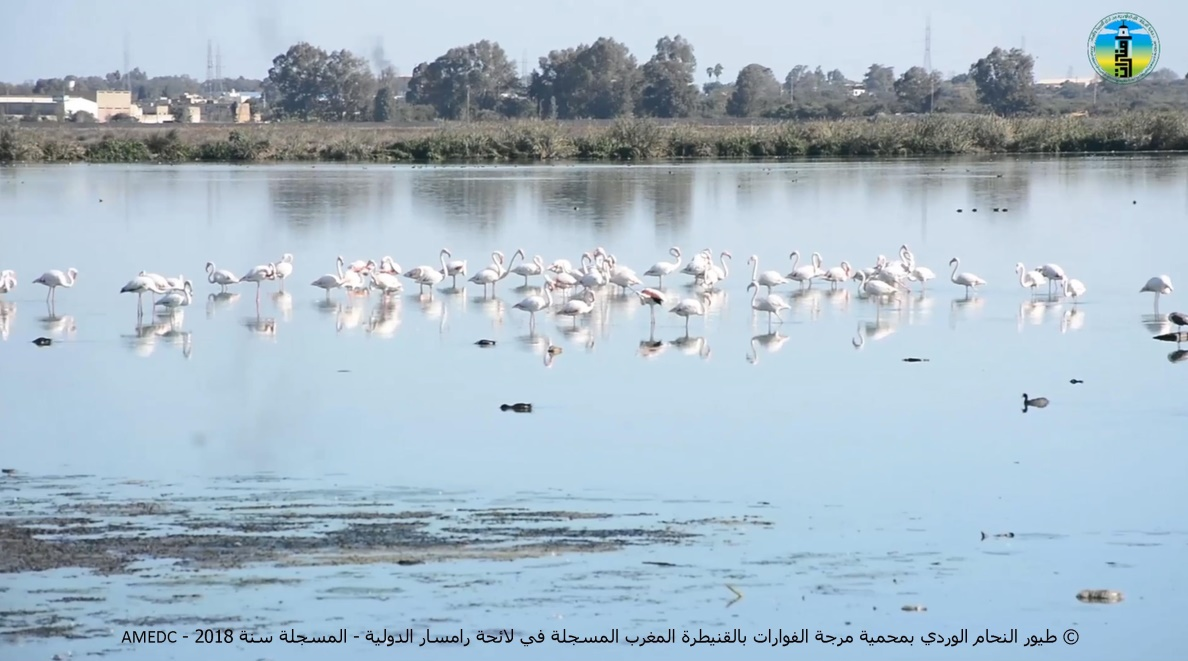 © طيور النحام الوردي بمحمية مرجة الفوارات بالقنيطرة المغرب المسجلة في لائحة رامسار الدولية - المسجلة سنة 2018 - AMEDC